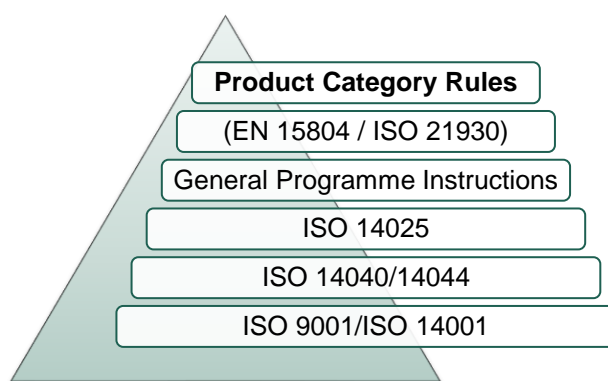 Product Category Rules
(EN 15804 / ISO 21930)
General Programme Instructions
ISO 14025
ISO 14040/14044
ISO 9001/ISO 14001